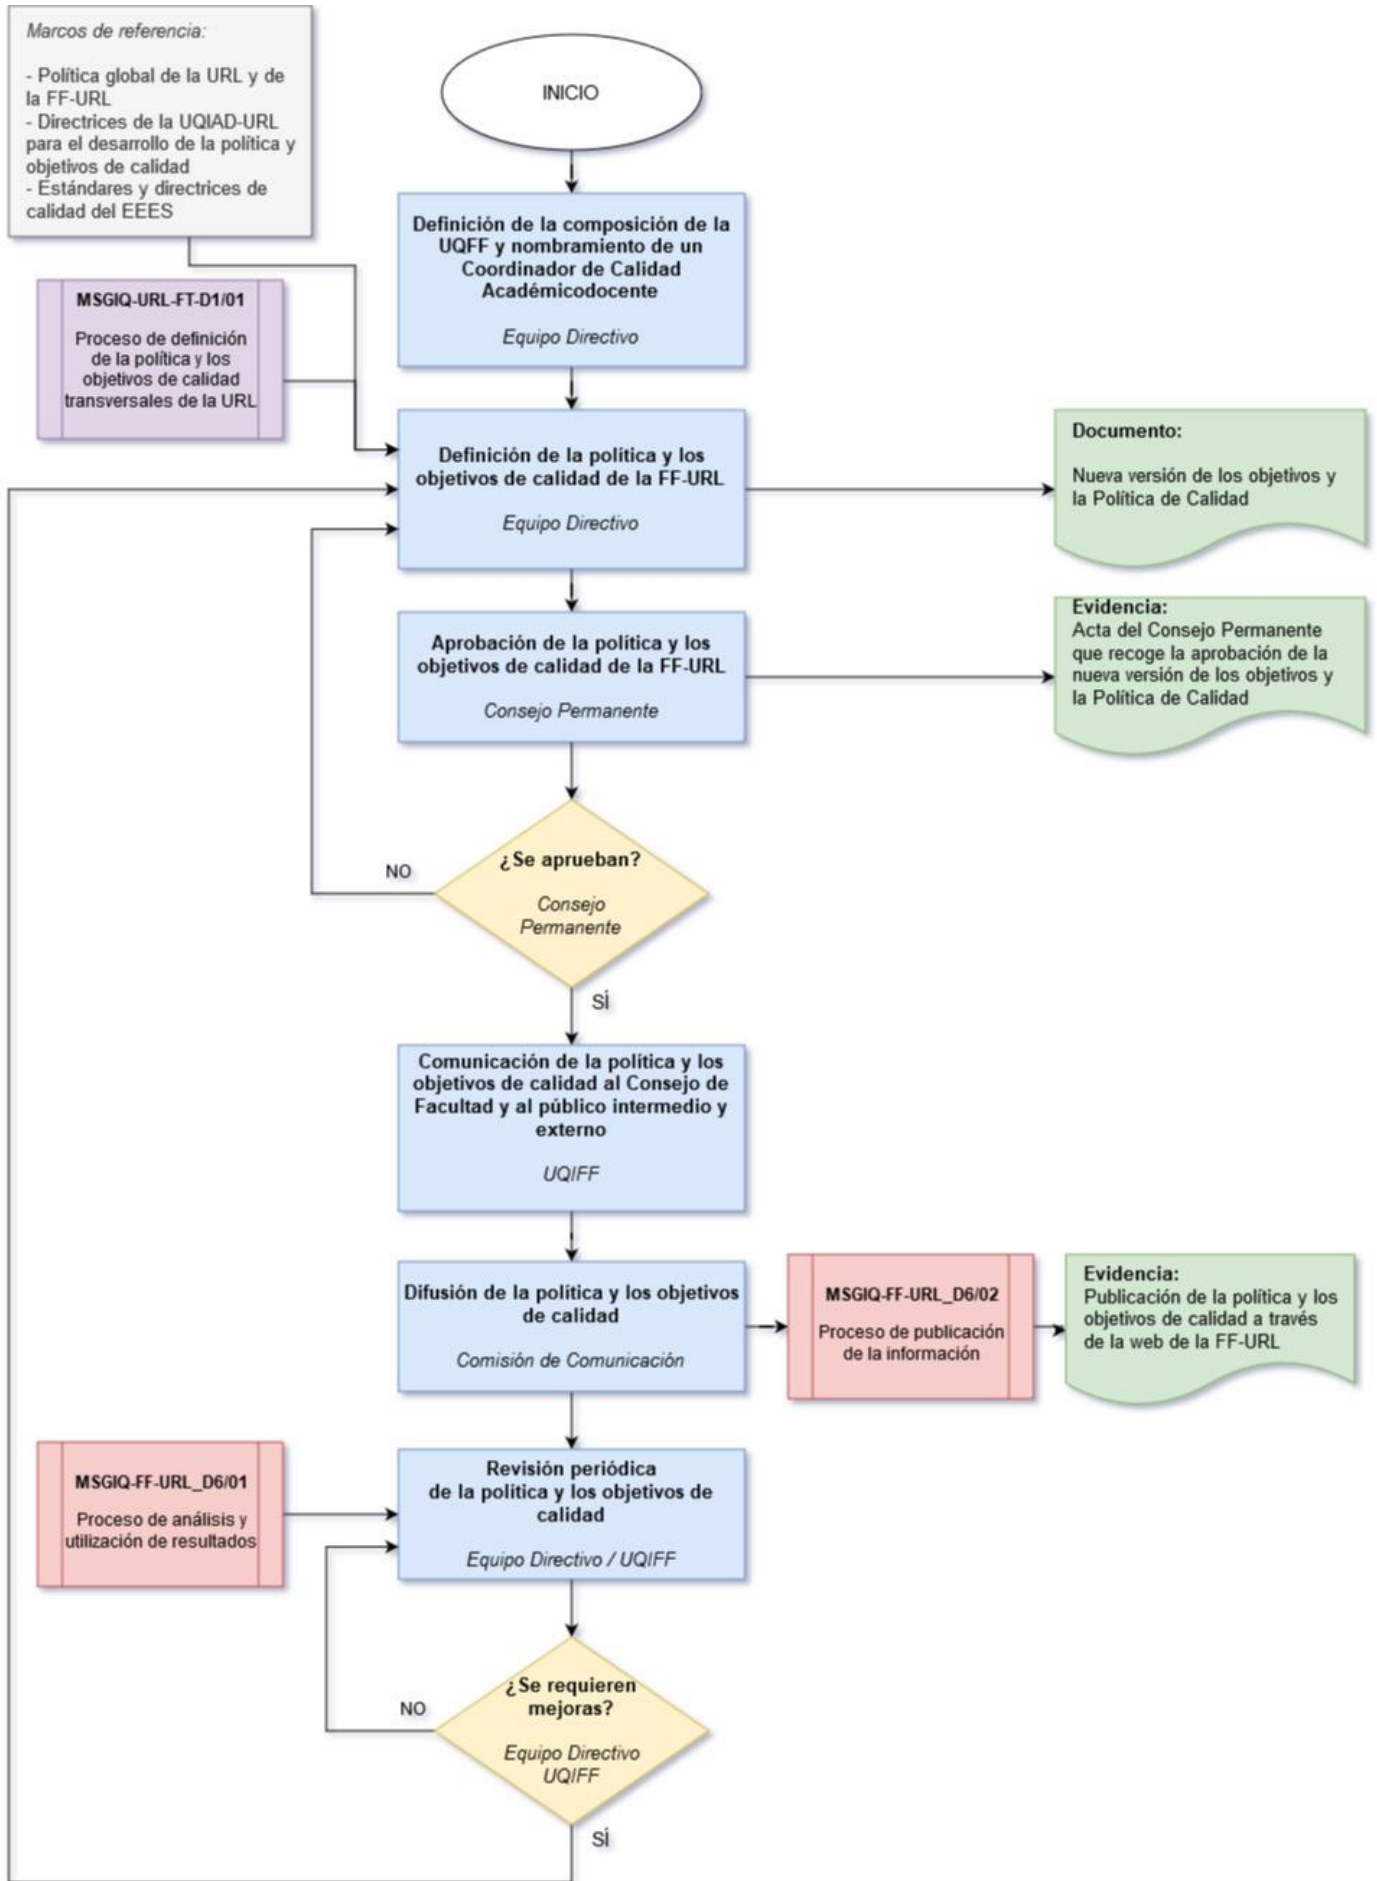 Marcos de referencia:
- Política global de la URL y de
la FF-URL
- Directrices de la UQIAD-URL
para el desarrollo de la política y
objetivos de calidad
- Estándares y directrices de
calidad del EEES
INICIO
Definición de la composición de la
UQFF y nombramiento de un
Coordinador de Calidad
Académicodocente
Equipo Directivo
MSGIQ-URL-FT-D1/01
Proceso de definición
de la política y los
objetivos de calidad
transversales de la URL
Definición de la política y los
objetivos de calidad de la FF-URL
Equipo Directivo
Documento:
Nueva versión de los objetivos y
la Política de Calidad
Aprobación de la política y los
objetivos de calidad de la FF-URL
Consejo Permanente
Evidencia:
Acta del Consejo Permanente
que recoge la aprobación de la
nueva versión de los objetivos y
la Política de Calidad
¿Se aprueban?
Consejo
Permanente
NO
SÍ
Comunicación de la política y los
objetivos de calidad al Consejo de
Facultad y al público intermedio y
externo
UQIFF
Difusión de la política y los objetivos
de calidad
Comisión de Comunicación
MSGIQ-FF-URL_D6/02
Proceso de publicación
de la información
Evidencia:
Publicación de la política y los
objetivos de calidad a través
de la web de la FF-URL
MSGIQ-FF-URL_D6/01
Proceso de análisis y
utilización de resultados
Revisión periódica
de la política y los objetivos de
calidad
Equipo Directivo / UQIFF
¿Se requieren
mejoras?
Equipo Directivo
UQIFF
NO
SÍ